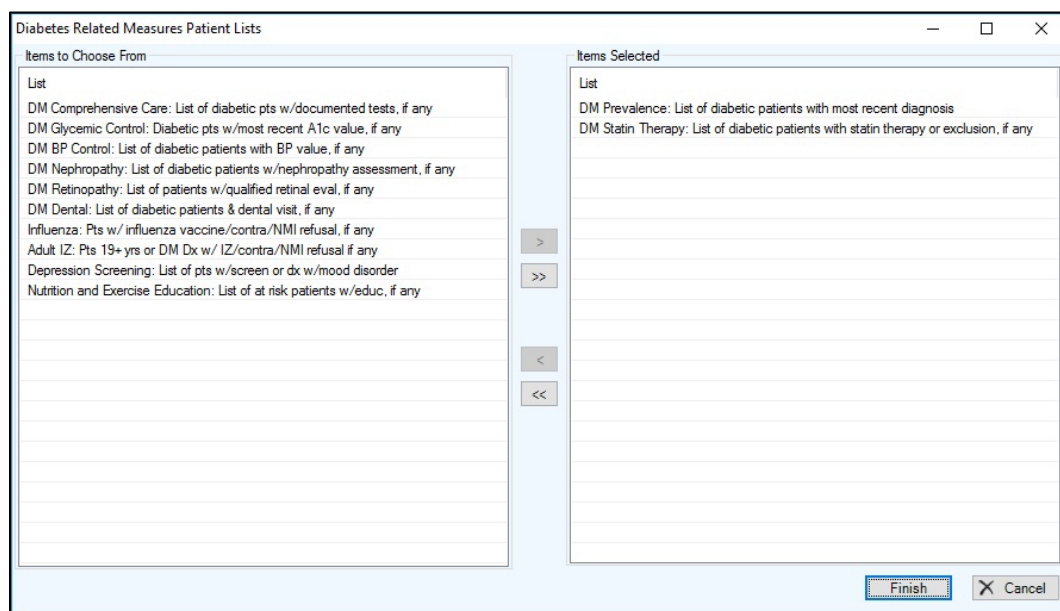 Diabetes Related Measures Patient Lists
Items to Choose From
List
DM Comprehensive Care: List of diabetic pts w/documented tests, if any
DM Glycemic Control: Diabetic pts w/most recent A1c value, if any
DM BP Control: List of diabetic patients with BP value, if any
DM Nephropathy: List of diabetic patients w/nephropathy assessment, if any
DM Retinopathy: List of patients w/qualified retinal eval, if any
DM Dental: List of diabetic patients & dental visit, if any
Influenza: Pts w/ influenza vaccine/contra/NMI refusal, if any
Adult IZ: Pts 19+ yrs or DM Dx w/ IZ/contra/NMI refusal if any
Depression Screening: List of pts w/screen or dx w/mood disorder
Nutrition and Exercise Education: List of at risk patients w/educ, if any
>
>>
<
<<
Items Selected
List
DM Prevalence: List of diabetic patients with most recent diagnosis
DM Statin Therapy: List of diabetic patients with statin therapy or exclusion, if any
Finish
Cancel